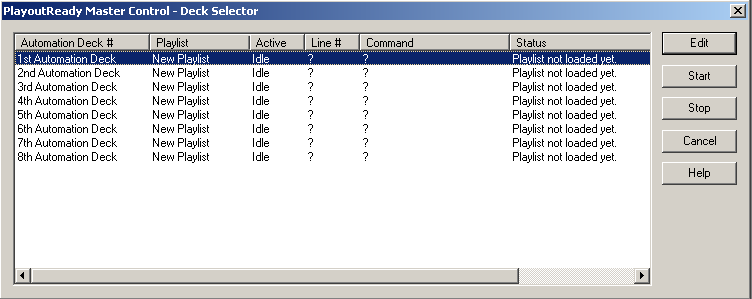 PlayoutReady Master Control - Deck Selector
Automation Deck # Playlist Active Line # Command Status
1st Automation Deck New Playlist Idle ? ? Playlist not loaded yet.
2nd Automation Deck New Playlist Idle ? ? Playlist not loaded yet.
3rd Automation Deck New Playlist Idle ? ? Playlist not loaded yet.
4th Automation Deck New Playlist Idle ? ? Playlist not loaded yet.
5th Automation Deck New Playlist Idle ? ? Playlist not loaded yet.
6th Automation Deck New Playlist Idle ? ? Playlist not loaded yet.
7th Automation Deck New Playlist Idle ? ? Playlist not loaded yet.
8th Automation Deck New Playlist Idle ? ? Playlist not loaded yet.
Edit
Start
Stop
Cancel
Help